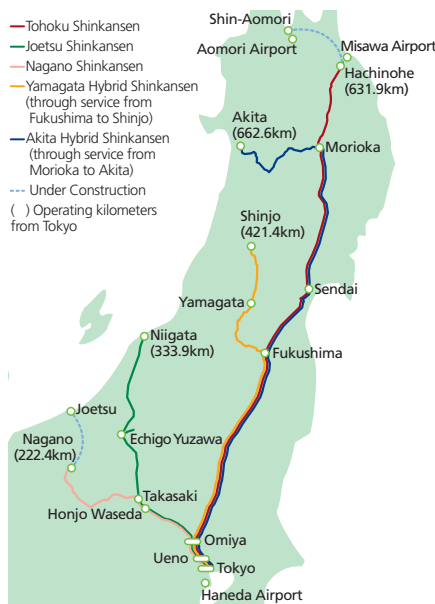 Tohoku Shinkansen
Joetsu Shinkansen
Nagano Shinkansen
Yamagata Hybrid Shinkansen
(through service from
Fukushima to Shinjo)
Akita Hybrid Shinkansen
(through service from
Morioka to Akita)
Under Construction
( ) Operating kilometers
from Tokyo
Shin-Aomori
Aomori Airport
Misawa Airport
Hachinohe
(631.9km)
Akita
(662.6km)
Morioka
Shinjo
(421.4km)
Sendai
Yamagata
Niigata
(333.9km)
Fukushima
Joetsu
Echigo Yuzawa
Nagano
(222.4km)
Takasaki
Honjo Waseda
Omiya
Ueno
Tokyo
Haneda Airport